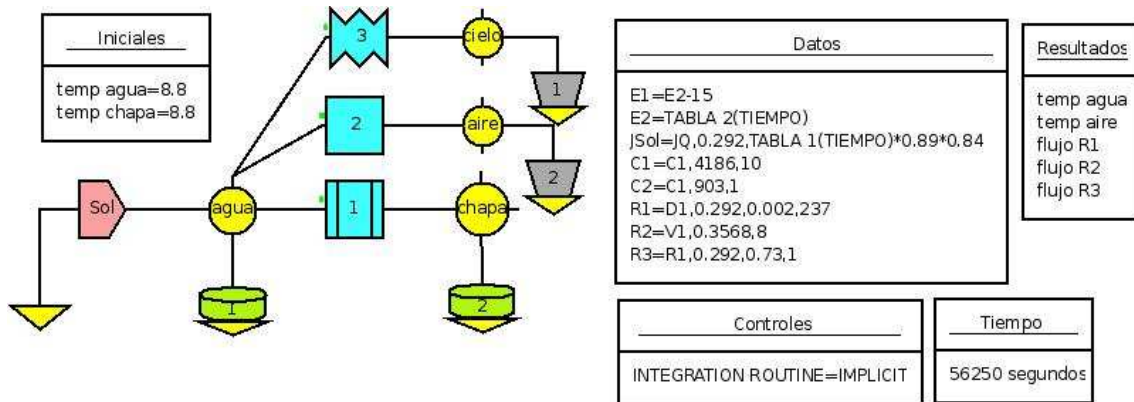 Iniciales
temp agua=8.8
temp chapa=8.8
3
cielo
1
2
aire
2
Sol
agua
1
chapa
1
2
Datos
E1=E2-15
E2=TABLA 2(TIEMPO)
JSol=JQ,0.292,TABLA 1(TIEMPO)*0.89*0.84
C1=C1,4186,10
C2=C1,903,1
R1=D1,0.292,0.002,237
R2=V1,0.3568,8
R3=R1,0.292,0.73,1
Resultados
temp agua
temp aire
flujo R1
flujo R2
flujo R3
Controles
INTEGRATION ROUTINE=IMPLICIT
Tiempo
56250 segundos